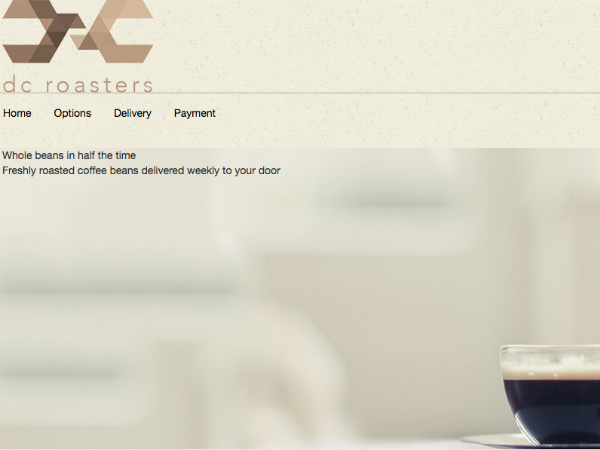 dc roasters
Home Options Delivery Payment
Whole beans in half the time
Freshly roasted coffee beans delivered weekly to your door